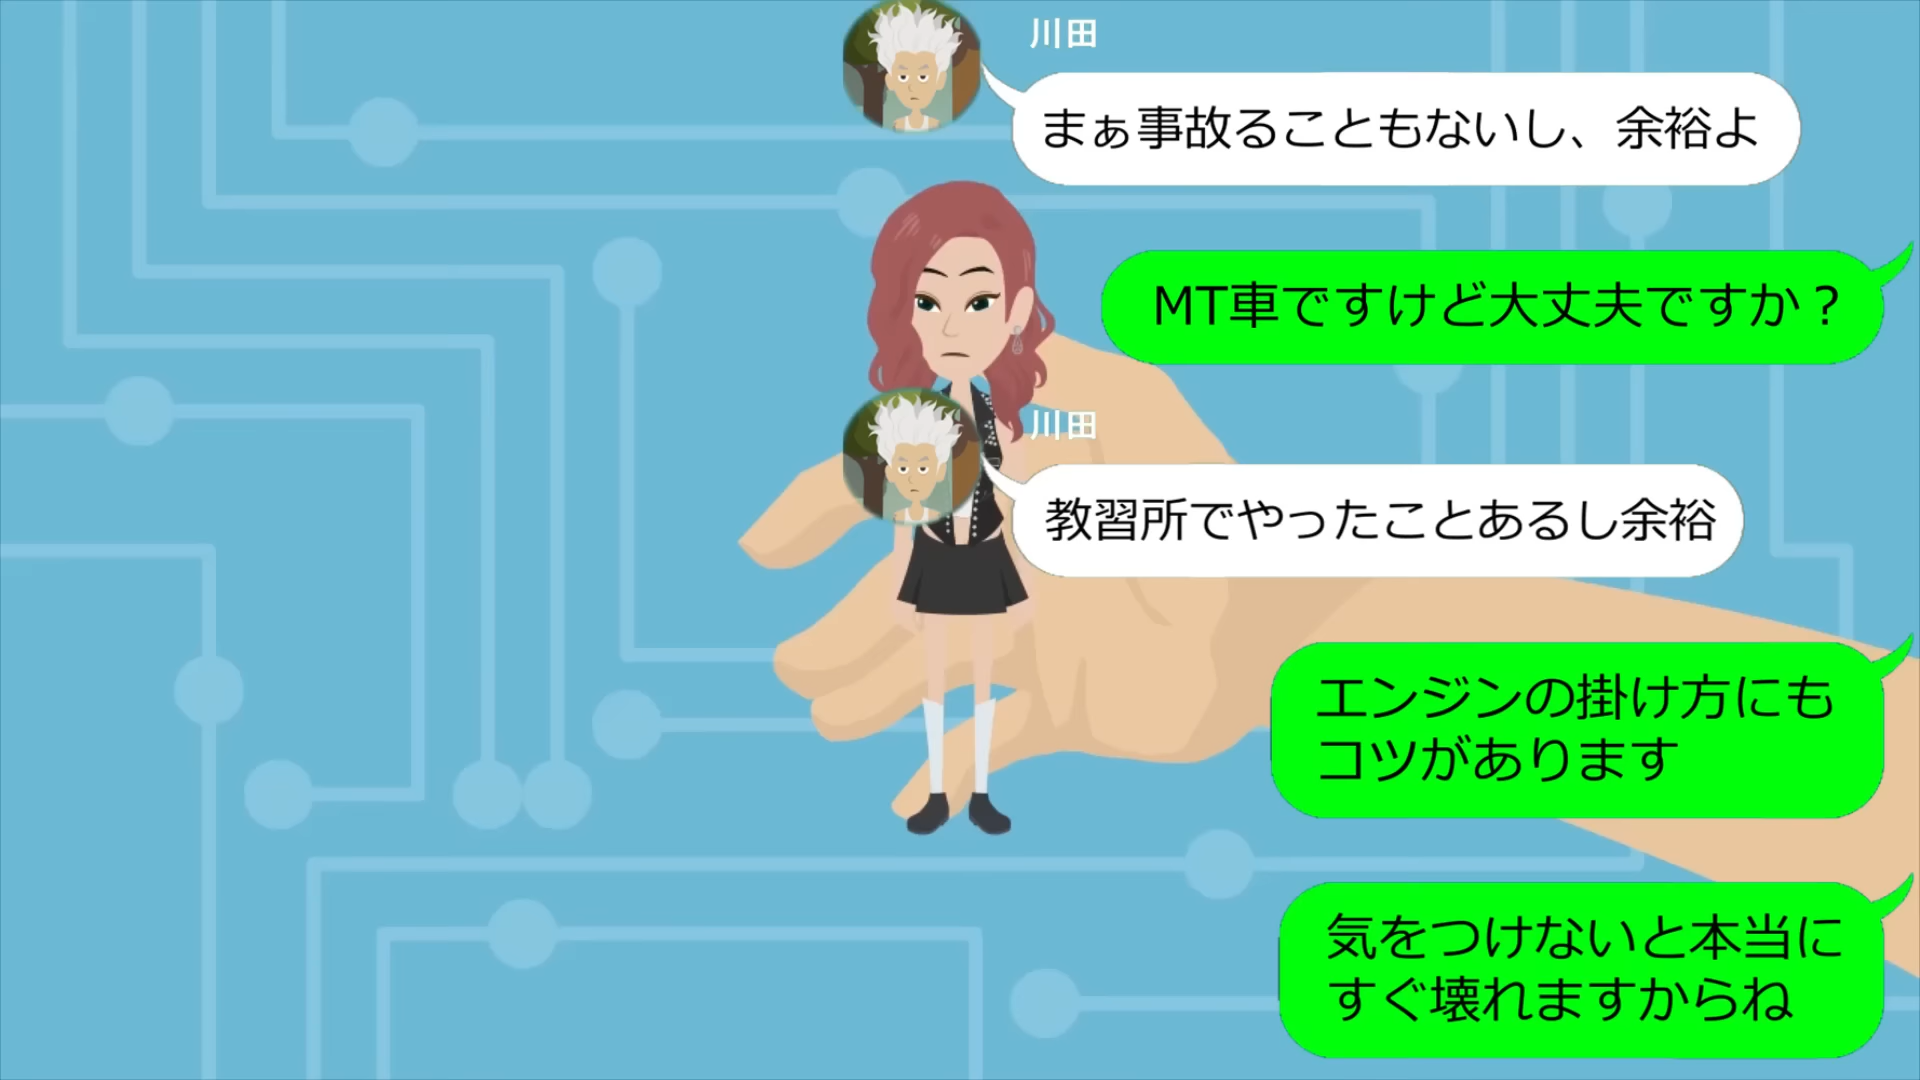 川田
まぁ事故ることもないし、余裕よ
MT車ですけど大丈夫ですか？
川田
教習所でやったことあるし余裕
エンジンの掛け方にも
コツがあります
気をつけないと本当に
すぐ壊れますからね